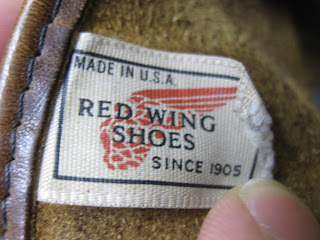 MADE IN U.S.A.
RED WING
SHOES
SINCE 1905